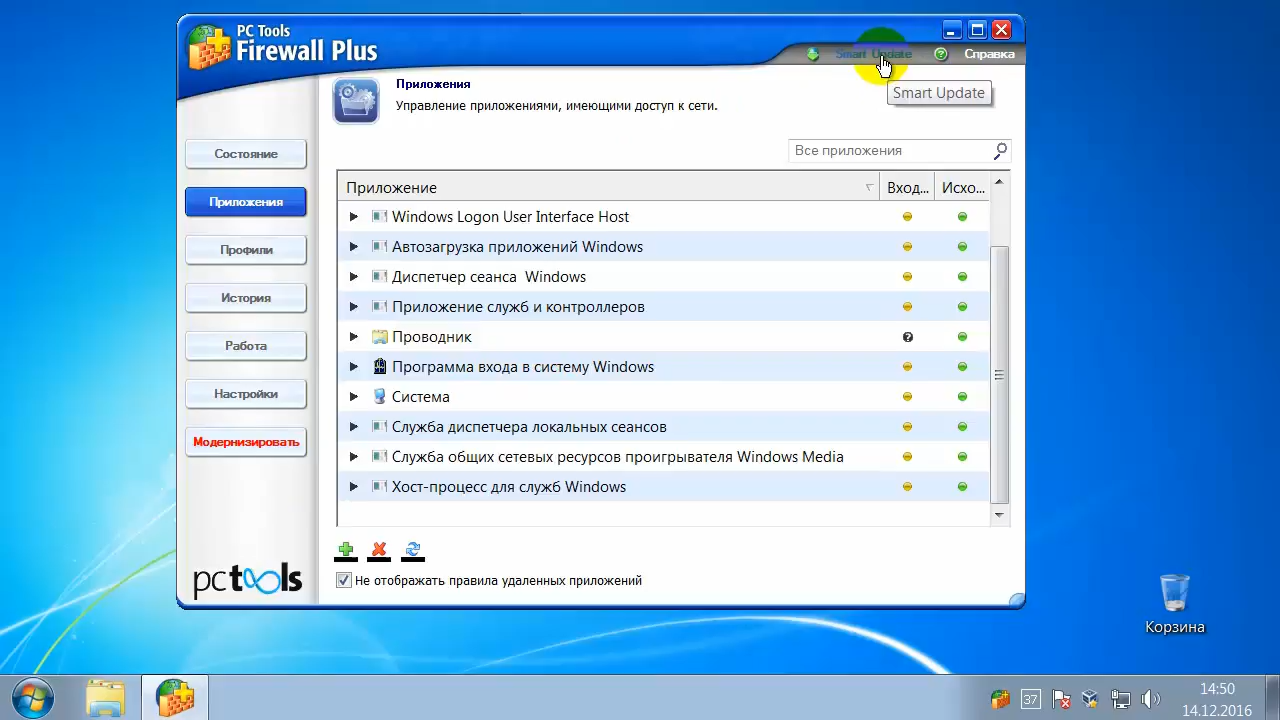 PC Tools
Firewall Plus
Smart Update
Справка
Smart Update
Приложения
Управление приложениями, имеющими доступ к сети.
Все приложения
Состояние
Приложения
Профили
История
Работа
Настройки
Модернизировать
Приложение Вход... Исхо...
Windows Logon User Interface Host
Автозагрузка приложений Windows
Диспетчер сеанса Windows
Приложение служб и контроллеров
Проводник
Программа входа в систему Windows
Система
Служба диспетчера локальных сеансов
Служба общих сетевых ресурсов проигрывателя Windows Media
Хост-процесс для служб Windows
Не отображать правила удаленных приложений
pctools
Корзина
37
14:50
14.12.2016